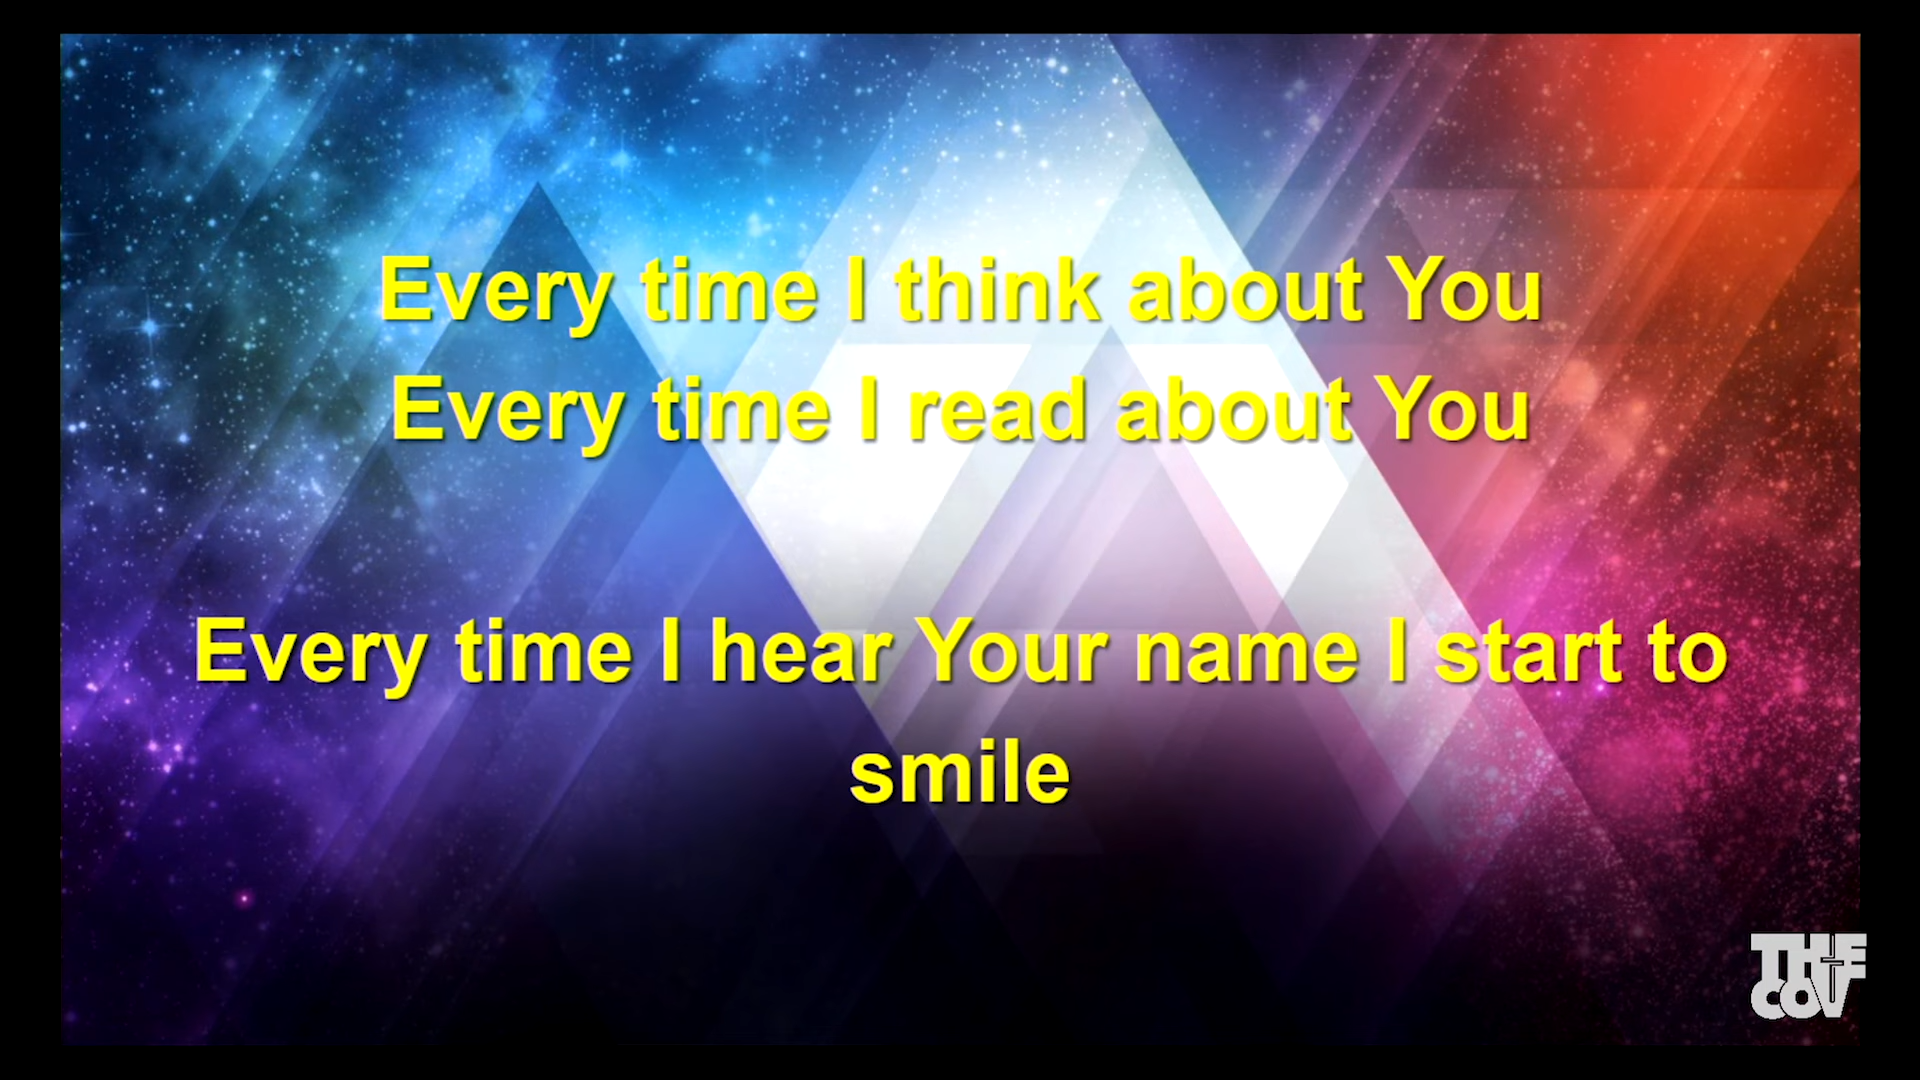 Every time I think about You
Every time I read about You
Every time I hear Your name I start to
smile
THE
COV